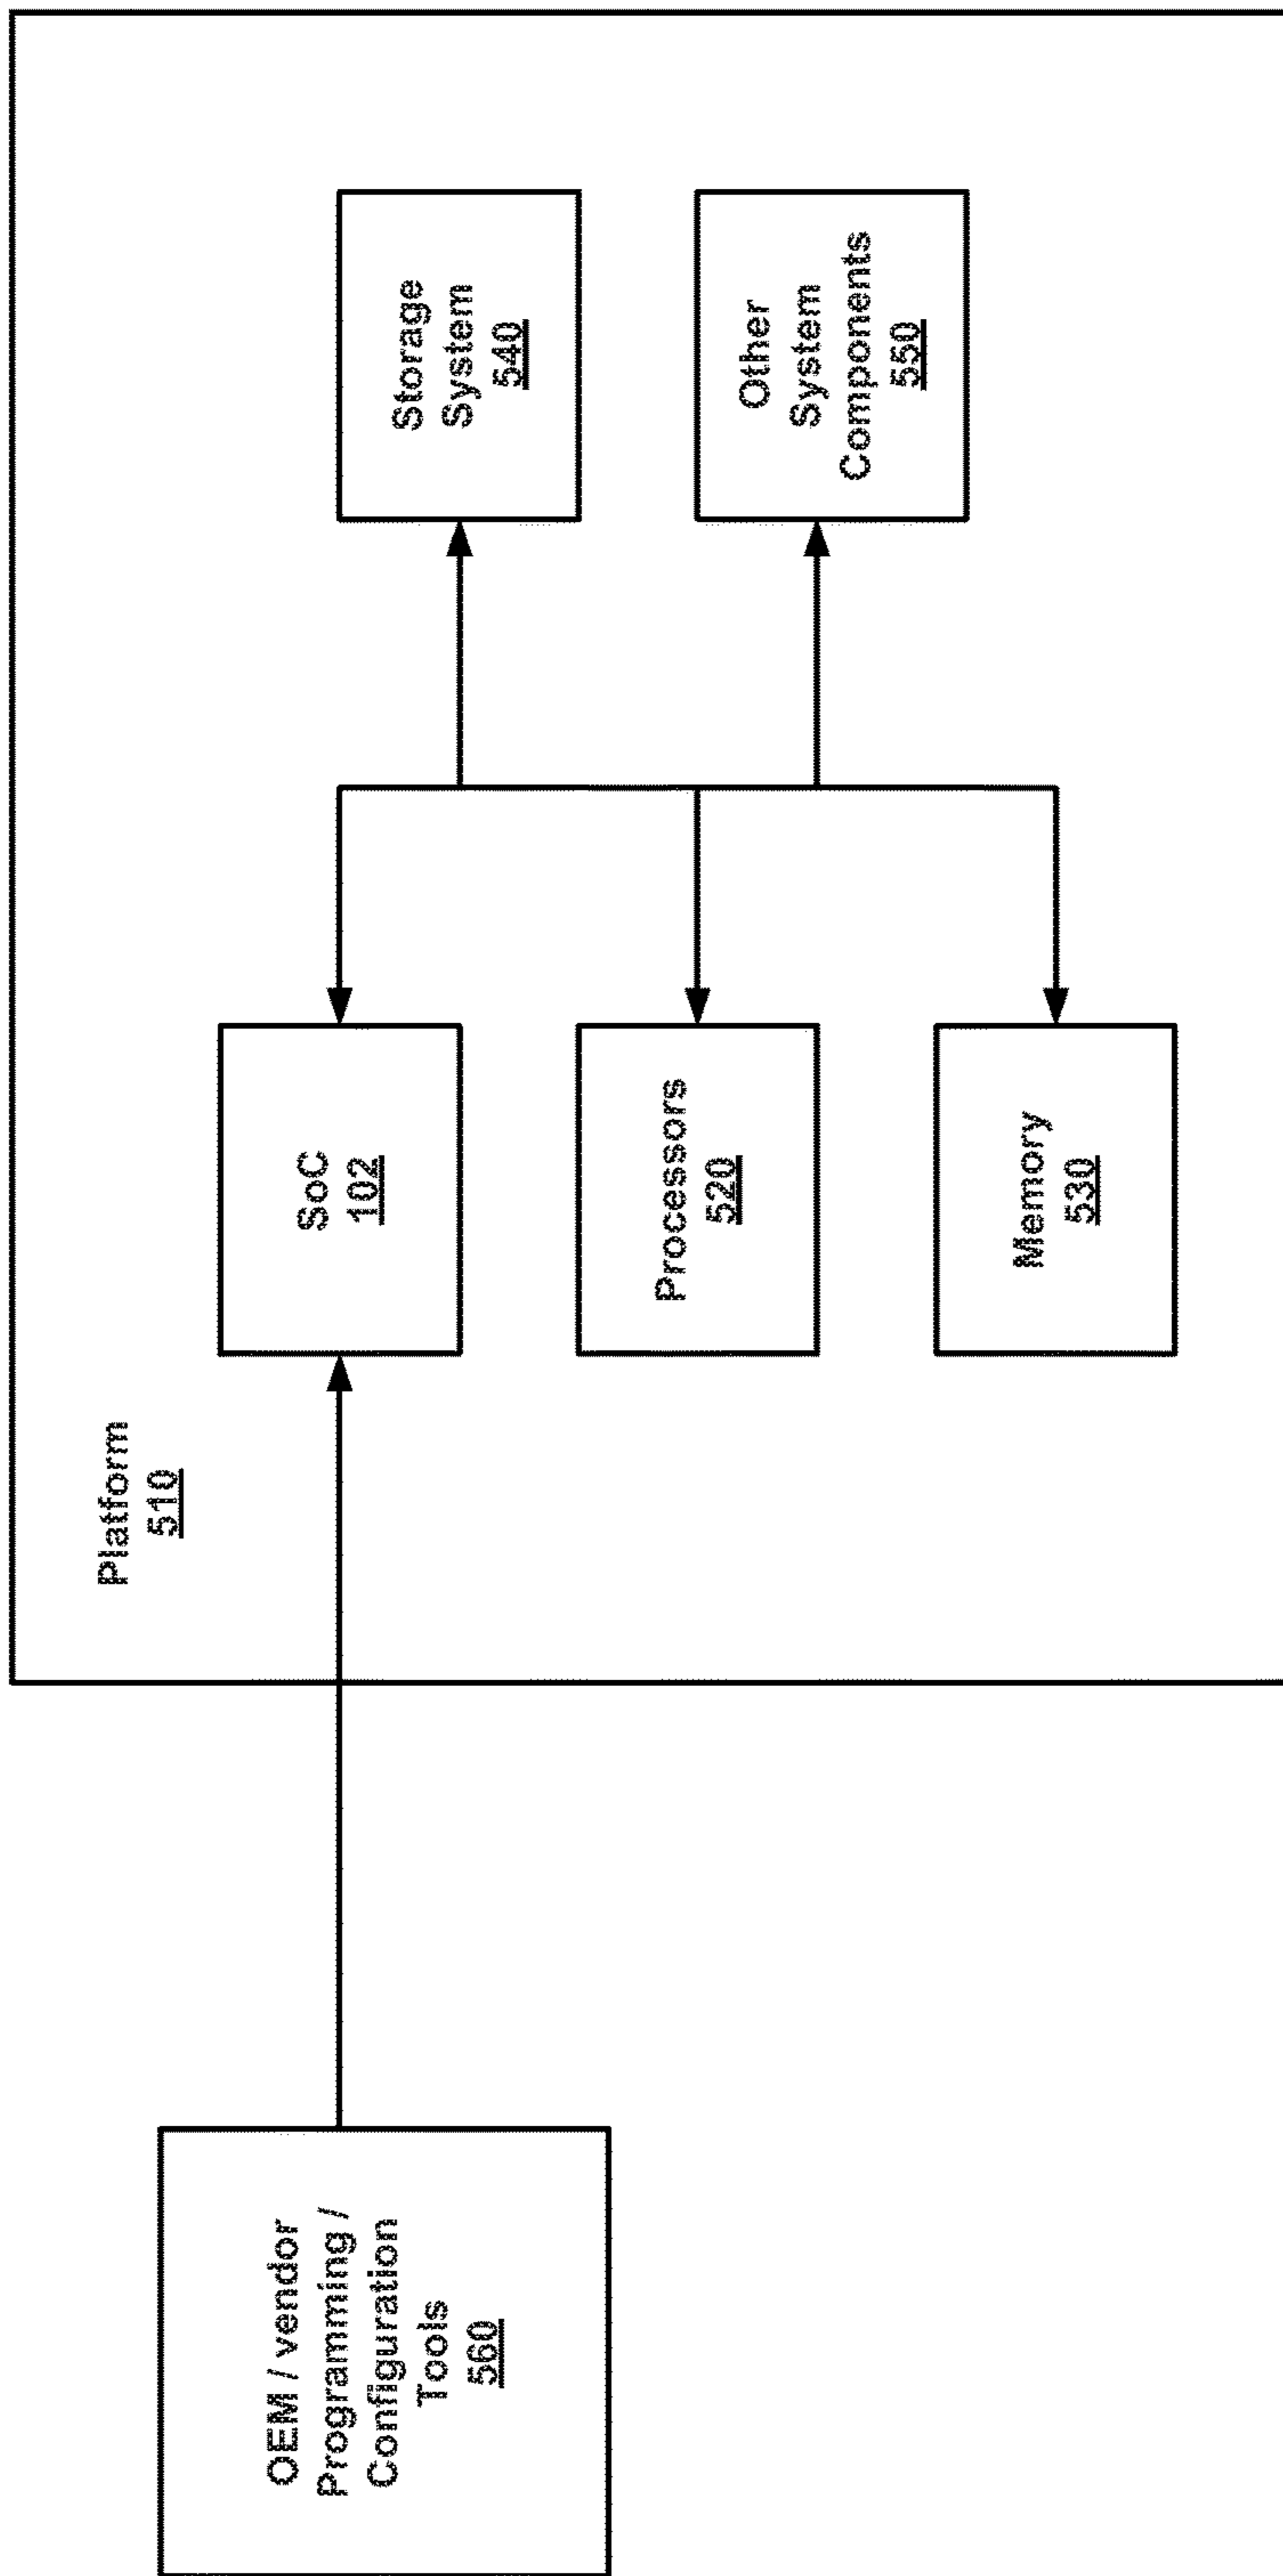 OEM / vendor
Programming /
Configuration
Tools
560
Platform
510
SoC
102
Processors
520
Memory
530
Storage
System
540
Other
System
Components
550